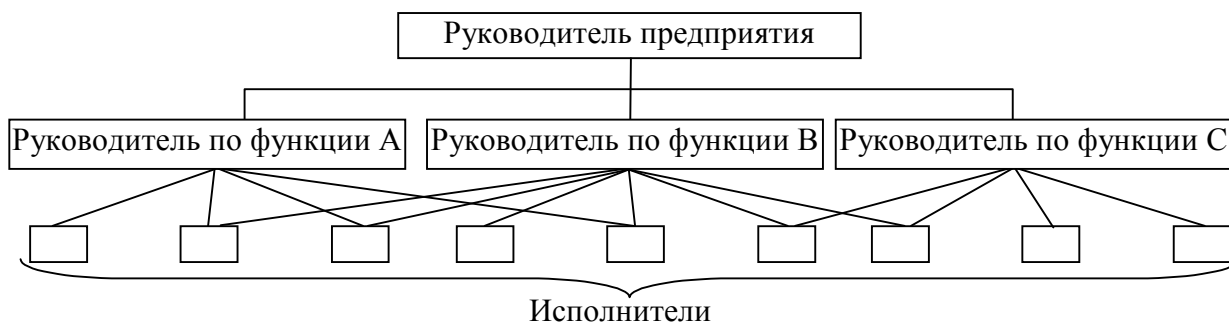 Руководитель предприятия
Руководитель по функции А
Руководитель по функции В
Руководитель по функции С
Исполнители